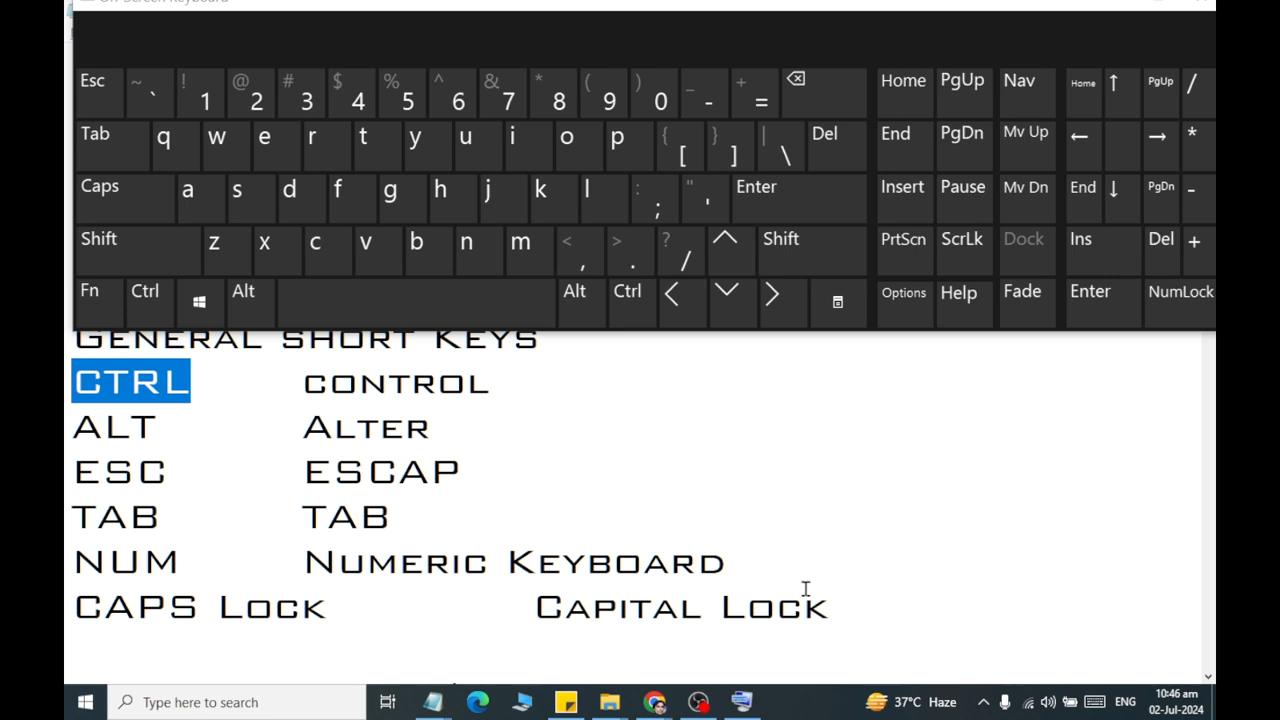 On-Screen Keyboard
Esc ~ ` ! 1 @ 2 # 3 $ 4 % 5 ^ 6 & 7 * 8 ( 9 ) 0 _ - + = Home PgUp Nav Home ↑ PgUp /
Tab q w e r t y u i o p { [ } ] | \ Del End PgDn Mv Up ← → *
Caps a s d f g h j k l : ; " ' Enter Insert Pause Mv Dn End ↓ PgDn -
Shift z x c v b n m < , > . ? / Shift PrtScn ScrLk Dock Ins Del +
Fn Ctrl Alt Alt Ctrl Options Help Fade Enter NumLock
General short Keys
CTRL control
ALT Alter
ESC ESCAP
TAB TAB
NUM Numeric Keyboard
CAPS Lock Capital Lock
Type here to search 37°C Haze ENG 10:46 am
02-Jul-2024